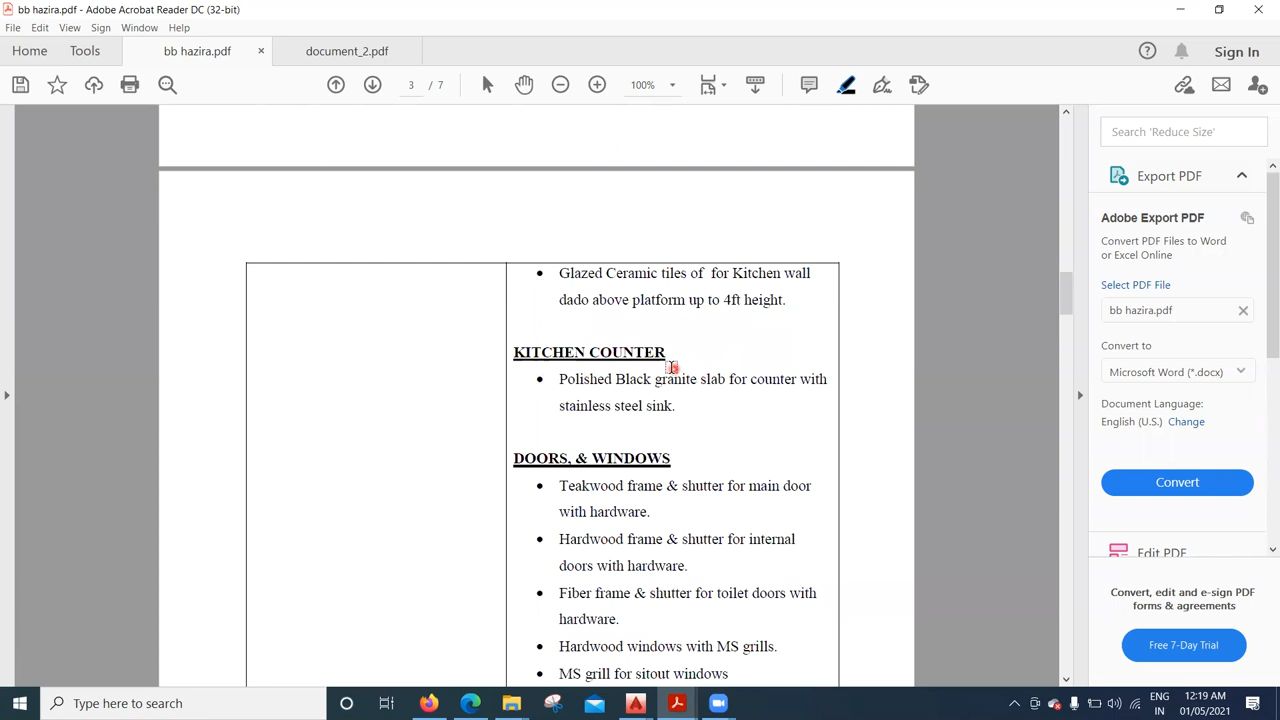 bb hazira.pdf - Adobe Acrobat Reader DC (32-bit)
File Edit View Sign Window Help
Home Tools bb hazira.pdf × document_2.pdf Sign In
3 / 7 100%
Search 'Reduce Size'
Export PDF
Adobe Export PDF
Convert PDF Files to Word
or Excel Online
Select PDF File
bb hazira.pdf
Convert to
Microsoft Word (*.docx)
Document Language:
English (U.S.) Change
Convert
Edit PDF
Convert, edit and e-sign PDF
forms & agreements
Free 7-Day Trial
• Glazed Ceramic tiles of for Kitchen wall
dado above platform up to 4ft height.
KITCHEN COUNTER
• Polished Black granite slab for counter with
stainless steel sink.
DOORS, & WINDOWS
• Teakwood frame & shutter for main door
with hardware.
• Hardwood frame & shutter for internal
doors with hardware.
• Fiber frame & shutter for toilet doors with
hardware.
• Hardwood windows with MS grills.
• MS grill for sitout windows
Type here to search
ENG
IN
12:19 AM
01/05/2021